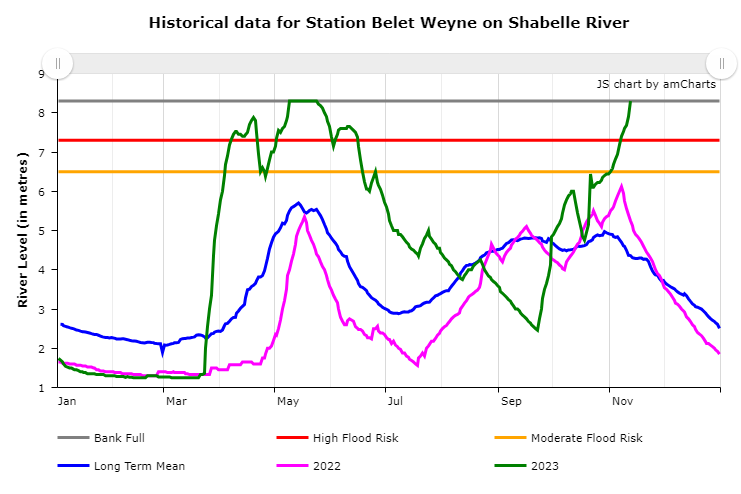 Historical data for Station Belet Weyne on Shabelle River
JS chart by amCharts
River Level (in metres)
9
8
7
6
5
4
3
2
1
Jan Mar May Jul Sep Nov
Bank Full High Flood Risk Moderate Flood Risk
Long Term Mean 2022 2023